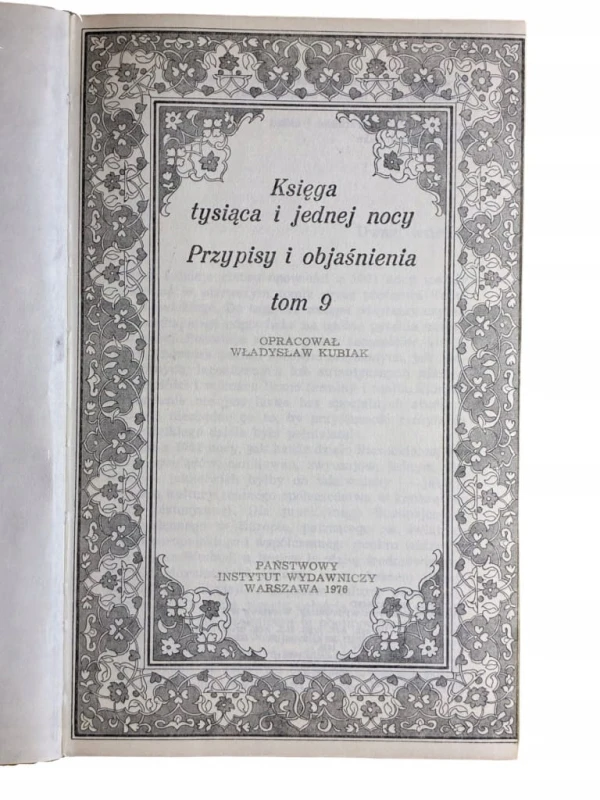 Księga
tysiąca i jednej nocy
Przypisy i objaśnienia
tom 9
OPRACOWAŁ
WŁADYSŁAW KUBIAK
PAŃSTWOWY
INSTYTUT WYDAWNICZY
WARSZAWA 1976